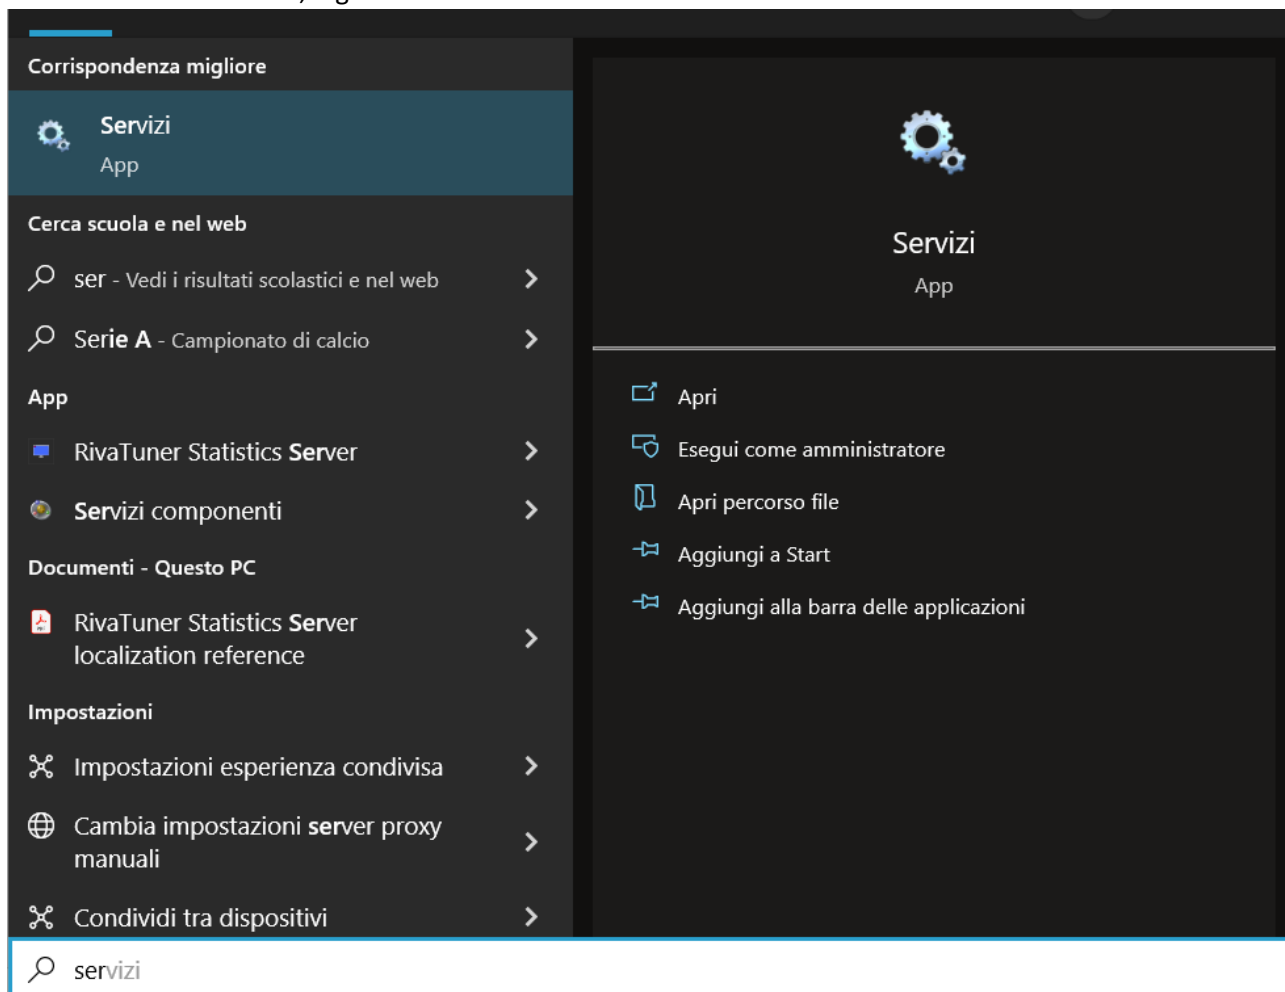 Corrispondenza migliore
Servizi
App
Cerca scuola e nel web
ser - Vedi i risultati scolastici e nel web
Serie A - Campionato di calcio
App
RivaTuner Statistics Server
Servizi componenti
Documenti - Questo PC
RivaTuner Statistics Server
localization reference
Impostazioni
Impostazioni esperienza condivisa
Cambia impostazioni server proxy
manuali
Condividi tra dispositivi
servizi
Servizi
App
Apri
Esegui come amministratore
Apri percorso file
Aggiungi a Start
Aggiungi alla barra delle applicazioni